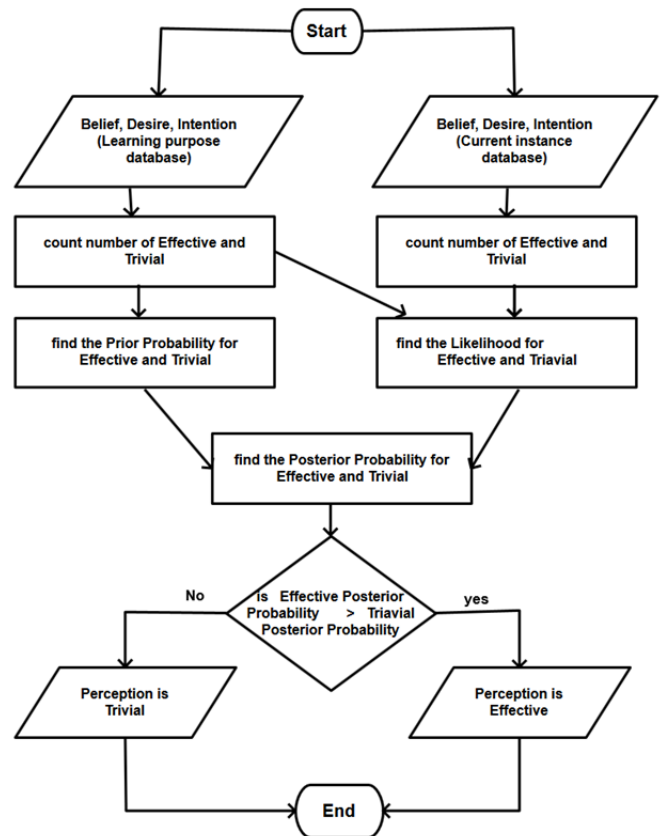 Start
Belief, Desire, Intention
(Learning purpose
database)
Belief, Desire, Intention
(Current instance
database)
count number of Effective and
Trivial
count number of Effective and
Trivial
find the Prior Probability for
Effective and Trivial
find the Likelihood for
Effective and Triavial
find the Posterior Probability for
Effective and Trivial
No
is Effective Posterior
Probability > Triavial
Posterior Probability
yes
Perception is
Trivial
Perception is
Effective
End